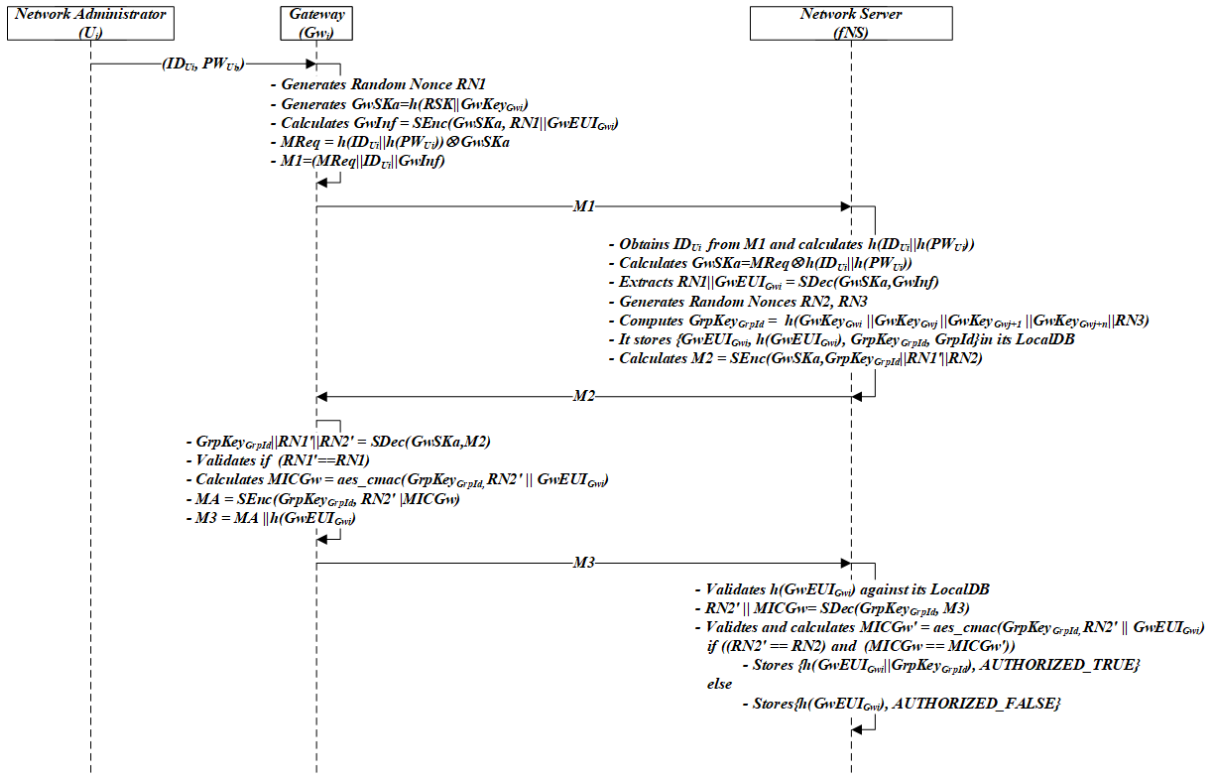 Network Administrator
(Ui)
Gateway
(Gwi)
Network Server
(fNS)
(IDUi, PWUi)
- Generates Random Nonce RN1
- Generates GwSKa=h(RSK||GwKeyGwi)
- Calculates GwInf = SEnc(GwSKa, RN1||GwEUIGwi)
- MReq = h(IDUi||h(PWUi))⊗GwSKa
- M1=(MReq||IDUi||GwInf)
M1
- Obtains IDUi from M1 and calculates h(IDUi||h(PWUi))
- Calculates GwSKa=MReq⊗h(IDUi||h(PWUi))
- Extracts RN1||GwEUIGwi = SDec(GwSKa,GwInf)
- Generates Random Nonces RN2, RN3
- Computes GrpKeyGrpId = h(GwKeyGwi ||GwKeyGwj||GwKeyGwj+1 ||GwKeyGwj+n||RN3)
- It stores {GwEUIGwi, h(GwEUIGwi), GrpKeyGrpId, GrpId}in its LocalDB
- Calculates M2 = SEnc(GwSKa,GrpKeyGrpId||RN1'||RN2)
M2
- GrpKeyGrpId||RN1'||RN2' = SDec(GwSKa,M2)
- Validates if (RN1'==RN1)
- Calculates MICGw = aes_cmac(GrpKeyGrpId, RN2' || GwEUIGwi)
- MA = SEnc(GrpKeyGrpId, RN2' |MICGw)
- M3 = MA ||h(GwEUIGwi)
M3
- Validates h(GwEUIGwi) against its LocalDB
- RN2' || MICGw= SDec(GrpKeyGrpId, M3)
- Validtes and calculates MICGw' = aes_cmac(GrpKeyGrpId, RN2' || GwEUIGwi)
if ((RN2' == RN2) and (MICGw == MICGw'))
- Stores {h(GwEUIGwi||GrpKeyGrpId), AUTHORIZED_TRUE}
else
- Stores{h(GwEUIGwi), AUTHORIZED_FALSE}